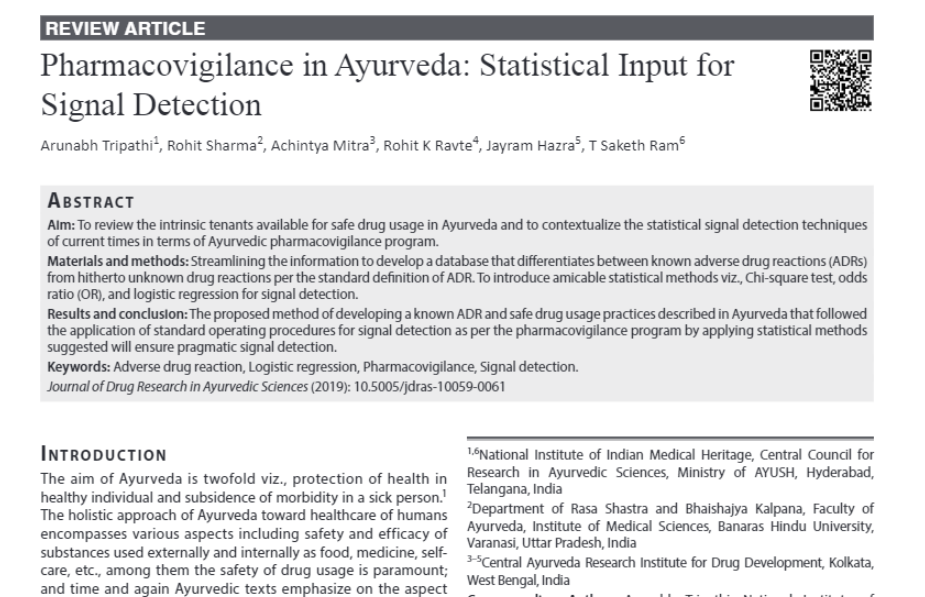 REVIEW ARTICLE
Pharmacovigilance in Ayurveda: Statistical Input for
Signal Detection
Arunabh Tripathi1, Rohit Sharma2, Achintya Mitra3, Rohit K Ravte4, Jayram Hazra5, T Saketh Ram6
ABSTRACT
Aim: To review the intrinsic tenants available for safe drug usage in Ayurveda and to contextualize the statistical signal detection techniques
of current times in terms of Ayurvedic pharmacovigilance program.
Materials and methods: Streamlining the information to develop a database that differentiates between known adverse drug reactions (ADRs)
from hitherto unknown drug reactions per the standard definition of ADR. To introduce amicable statistical methods viz., Chi-square test, odds
ratio (OR), and logistic regression for signal detection.
Results and conclusion: The proposed method of developing a known ADR and safe drug usage practices described in Ayurveda that followed
the application of standard operating procedures for signal detection as per the pharmacovigilance program by applying statistical methods
suggested will ensure pragmatic signal detection.
Keywords: Adverse drug reaction, Logistic regression, Pharmacovigilance, Signal detection.
Journal of Drug Research in Ayurvedic Sciences (2019): 10.5005/jdras-10059-0061
INTRODUCTION
The aim of Ayurveda is twofold viz., protection of health in
healthy individual and subsidence of morbidity in a sick person.1
The holistic approach of Ayurveda toward healthcare of humans
encompasses various aspects including safety and efficacy of
substances used externally and internally as food, medicine, self-
care, etc., among them the safety of drug usage is paramount;
and time and again Ayurvedic texts emphasize on the aspect
1,6National Institute of Indian Medical Heritage, Central Council for
Research in Ayurvedic Sciences, Ministry of AYUSH, Hyderabad,
Telangana, India
2Department of Rasa Shastra and Bhaishajya Kalpana, Faculty of
Ayurveda, Institute of Medical Sciences, Banaras Hindu University,
Varanasi, Uttar Pradesh, India
3–5Central Ayurveda Research Institute for Drug Development, Kolkata,
West Bengal, India